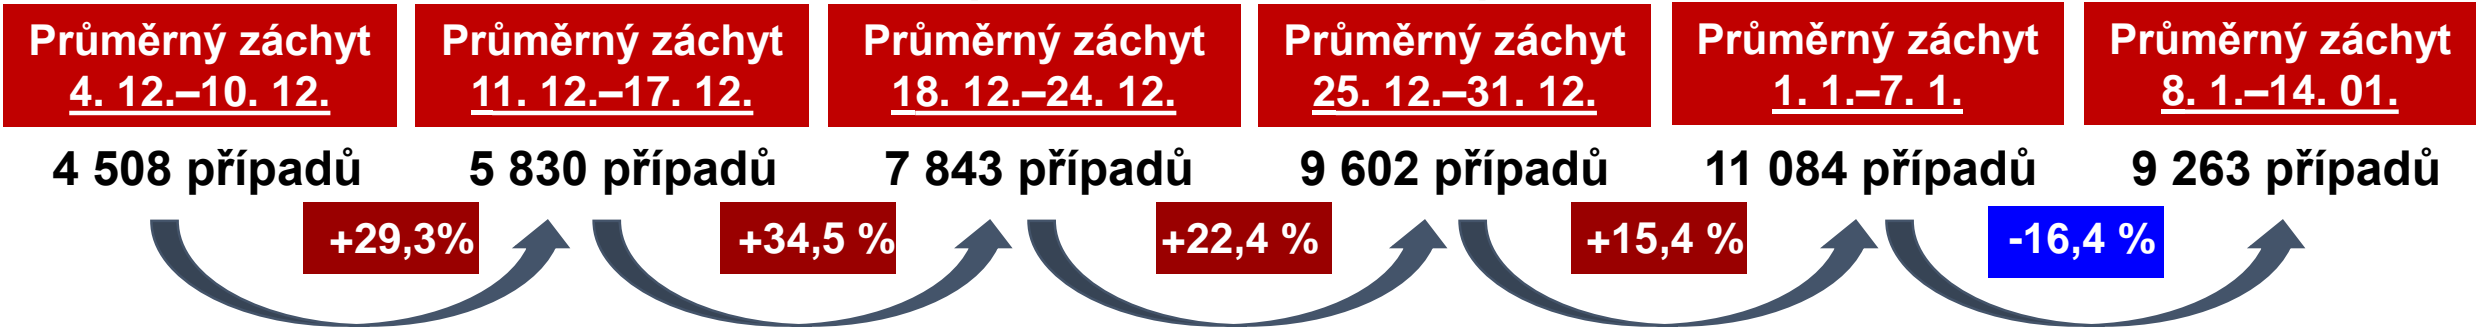 Průměrný záchyt
4. 12.–10. 12.
4 508 případů
Průměrný záchyt
11. 12.–17. 12.
5 830 případů
Průměrný záchyt
18. 12.–24. 12.
7 843 případů
Průměrný záchyt
25. 12.–31. 12.
9 602 případů
Průměrný záchyt
1. 1.–7. 1.
11 084 případů
Průměrný záchyt
8. 1.–14. 01.
9 263 případů
+29,3%
+34,5 %
+22,4 %
+15,4 %
-16,4 %